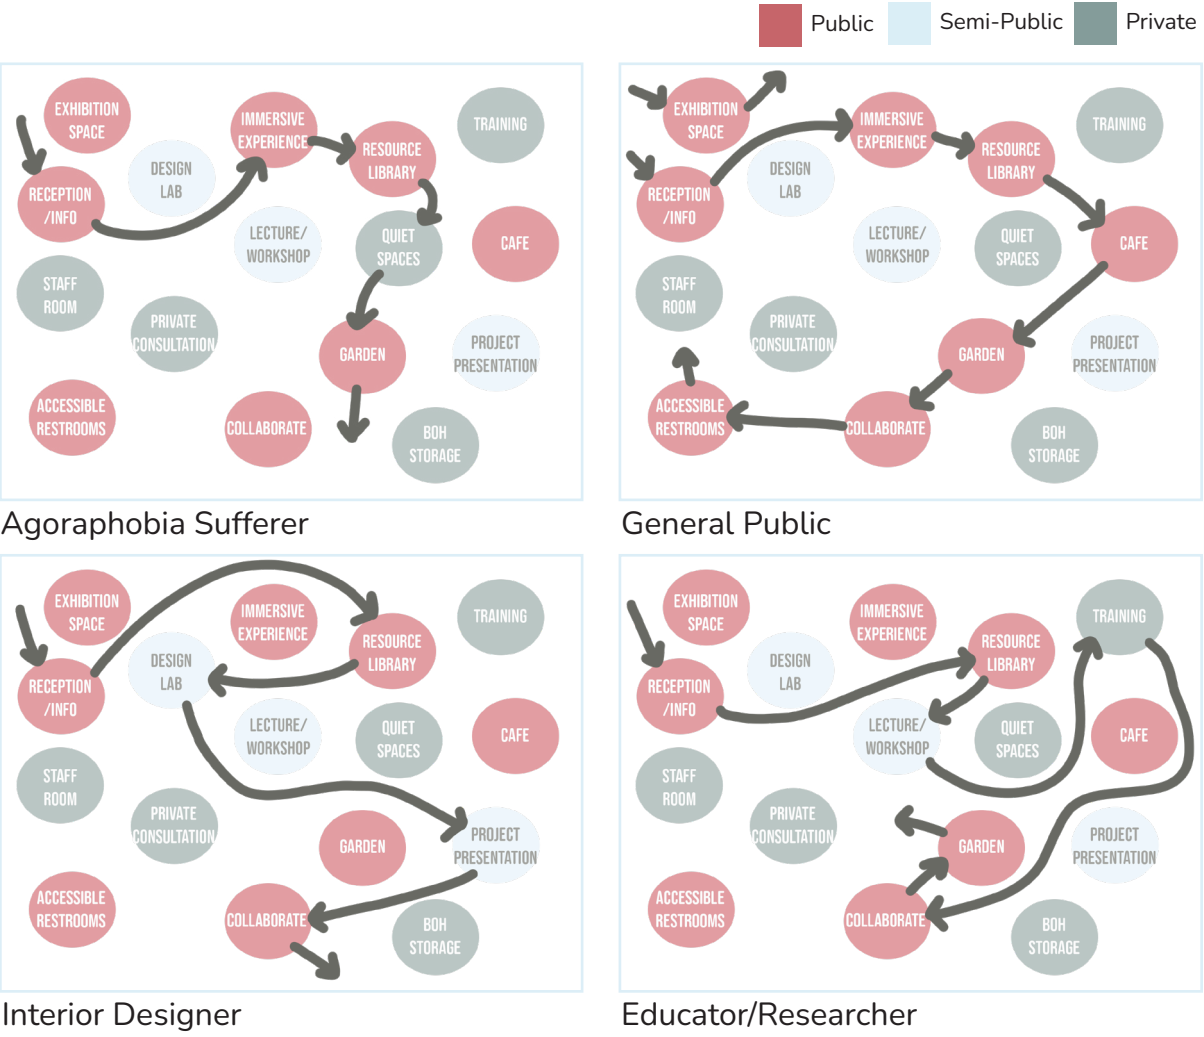 Public
Semi-Public
Private
EXHIBITION
SPACE
IMMERSIVE
EXPERIENCE
TRAINING
RESOURCE
LIBRARY
DESIGN
LAB
RECEPTION
/INFO
LECTURE/
WORKSHOP
QUIET
SPACES
CAFE
STAFF
ROOM
PRIVATE
CONSULTATION
GARDEN
PROJECT
PRESENTATION
ACCESSIBLE
RESTROOMS
COLLABORATE
BOH
STORAGE
Agoraphobia Sufferer
EXHIBITION
SPACE
IMMERSIVE
EXPERIENCE
TRAINING
RESOURCE
LIBRARY
DESIGN
LAB
RECEPTION
/INFO
LECTURE/
WORKSHOP
QUIET
SPACES
CAFE
STAFF
ROOM
PRIVATE
CONSULTATION
GARDEN
PROJECT
PRESENTATION
ACCESSIBLE
RESTROOMS
COLLABORATE
BOH
STORAGE
General Public
EXHIBITION
SPACE
IMMERSIVE
EXPERIENCE
TRAINING
RESOURCE
LIBRARY
DESIGN
LAB
RECEPTION
/INFO
LECTURE/
WORKSHOP
QUIET
SPACES
CAFE
STAFF
ROOM
PRIVATE
CONSULTATION
GARDEN
PROJECT
PRESENTATION
ACCESSIBLE
RESTROOMS
COLLABORATE
BOH
STORAGE
Interior Designer
EXHIBITION
SPACE
IMMERSIVE
EXPERIENCE
TRAINING
RESOURCE
LIBRARY
DESIGN
LAB
RECEPTION
/INFO
LECTURE/
WORKSHOP
QUIET
SPACES
CAFE
STAFF
ROOM
PRIVATE
CONSULTATION
GARDEN
PROJECT
PRESENTATION
ACCESSIBLE
RESTROOMS
COLLABORATE
BOH
STORAGE
Educator/Researcher